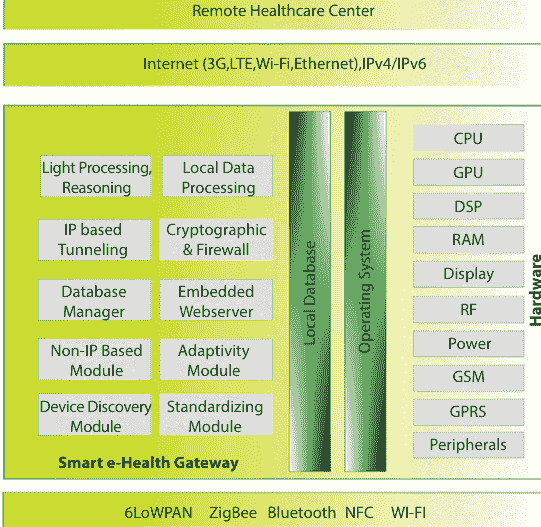 Remote Healthcare Center
Internet (3G,LTE,Wi-Fi,Ethernet),IPv4/IPv6
Light Processing,
Reasoning
Local Data
Processing
IP based
Tunneling
Cryptographic
& Firewall
Database
Manager
Embedded
Webserver
Non-IP Based
Module
Adaptivity
Module
Device Discovery
Module
Standardizing
Module
Smart e-Health Gateway
Local Database
Operating System
CPU
GPU
DSP
RAM
Display
RF
Power
GSM
GPRS
Peripherals
Hardware
6LoWPAN ZigBee Bluetooth NFC WI-FI